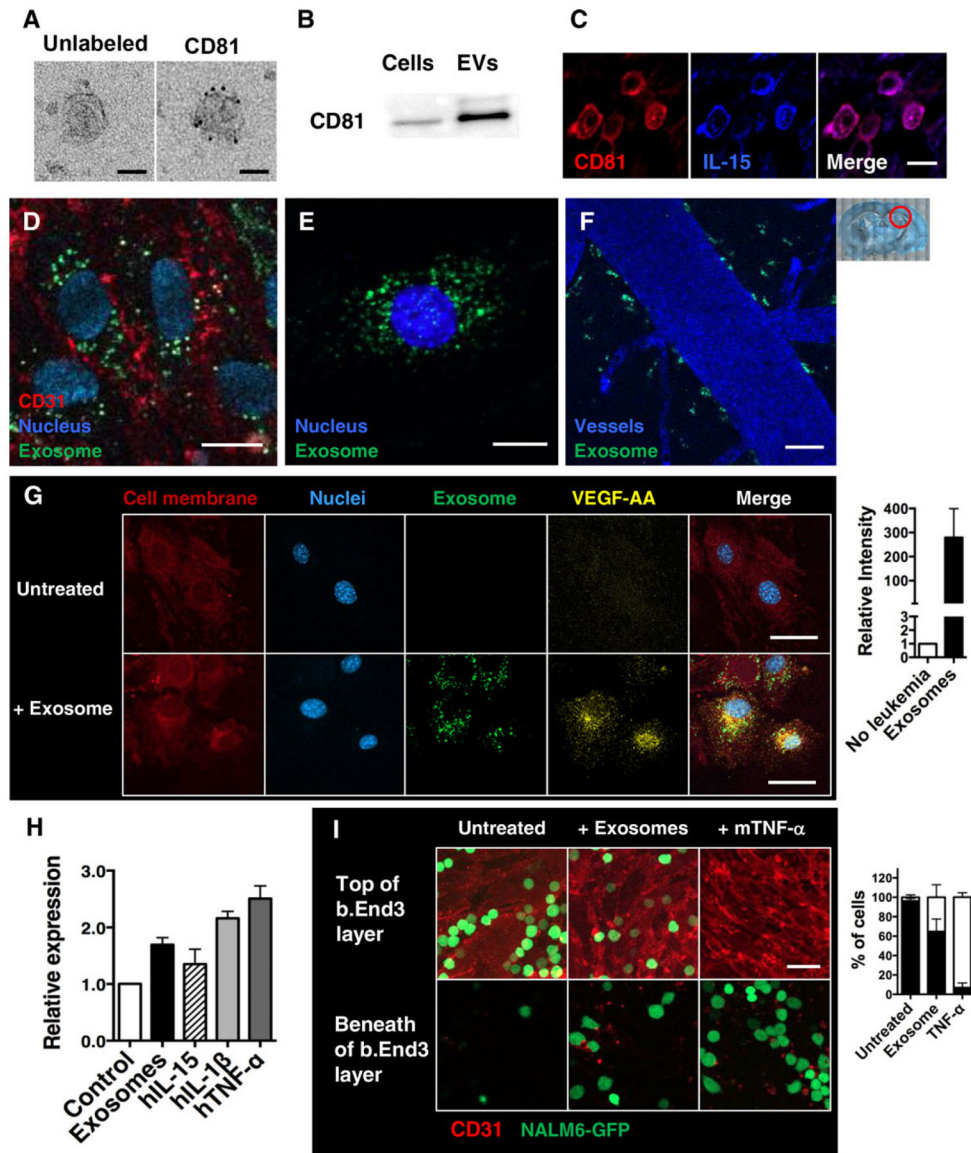 A
Unlabeled CD81
B
Cells EVs
CD81
C
CD81 IL-15 Merge
D
CD31
Nucleus
Exosome
E
Nucleus
Exosome
F
Vessels
Exosome
G
Cell membrane Nuclei Exosome VEGF-AA Merge
Untreated
+ Exosome
Relative Intensity
400
300
200
100
3
2
1
0
No leukemia
Exosomes
H
Relative expression
3.0
2.0
1.0
0.0
Control
Exosomes
hIL-15
hIL-1β
hTNF-α
I
Untreated + Exosomes + mTNF-α
Top of
b.End3
layer
Beneath
of b.End3
layer
CD31 NALM6-GFP
% of cells
120
100
80
60
40
20
0
Untreated
Exosome
TNF-α